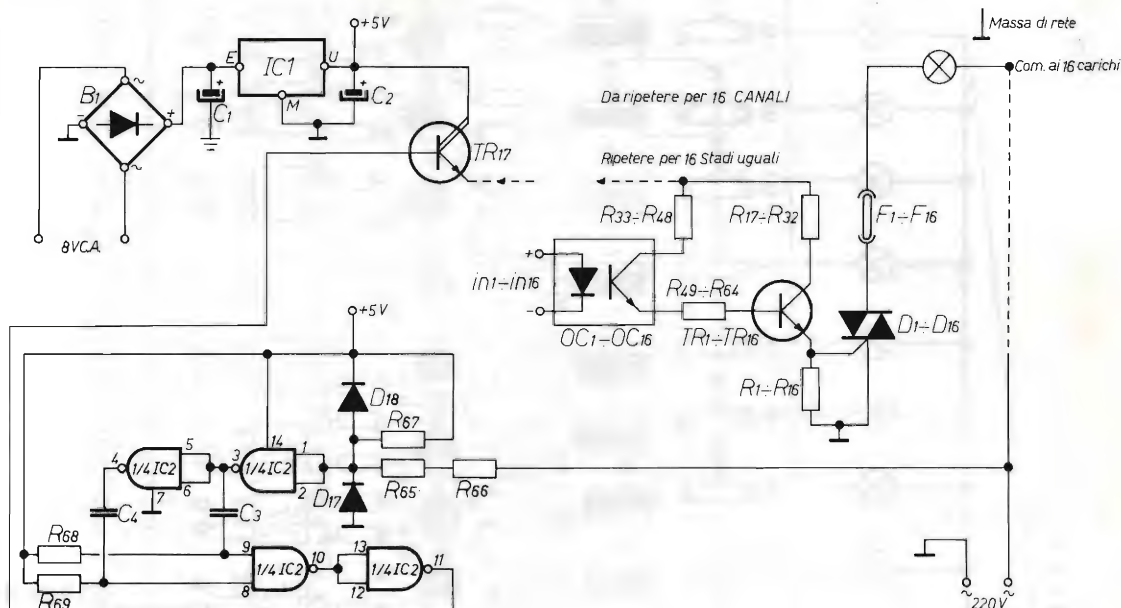 +5V
Massa di rete
E
IC1
U
M
B1
~
-
+
~
+
C1
+
C2
Com. ai 16 carichi
Da ripetere per 16 CANALI
TR17
Ripetere per 16 Stadi uguali
8VCA
R33÷R48
R17÷R32
F1÷F16
+
in1÷in16
-
R49÷R64
OC1÷OC16
TR1÷TR16
D1÷D16
R1÷R16
+5V
D18
R67
14
4
1/4 IC2
5
6
7
3
1/4 IC2
1
2
R65
R66
D17
C4
C3
R68
R69
9
8
1/4 IC2
10
13
12
1/4 IC2
11
~
~
220V